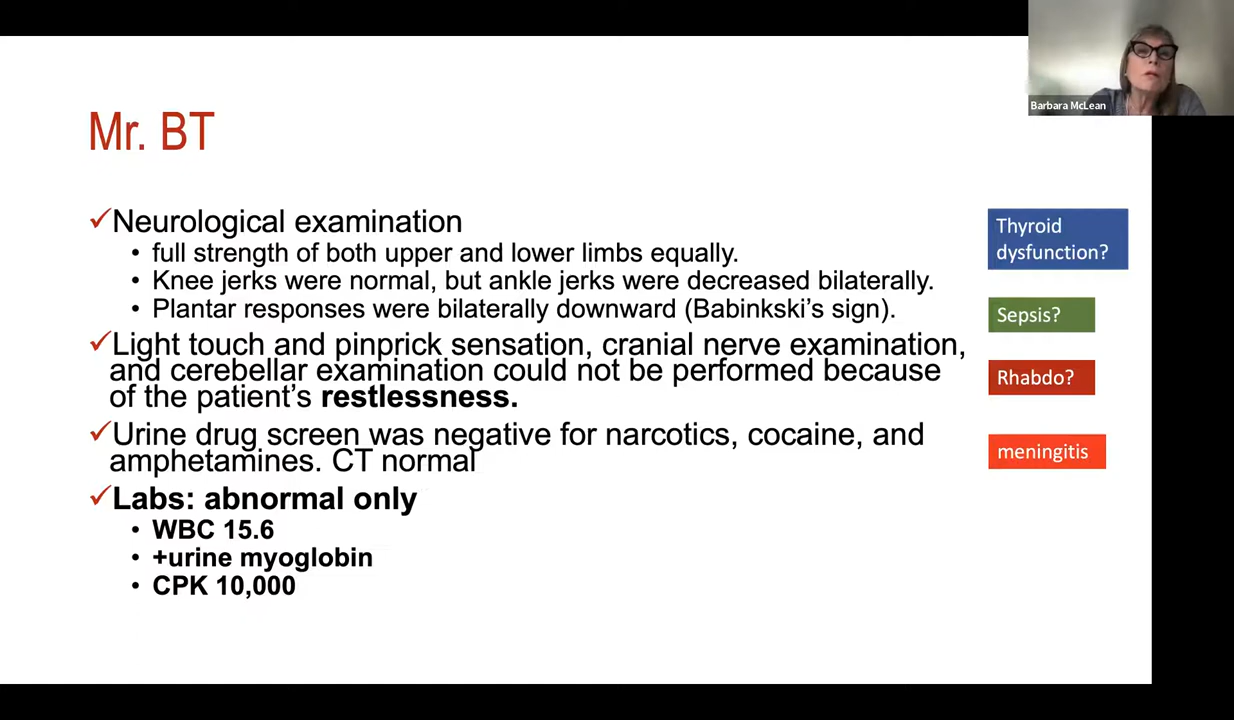 Barbara McLean
Mr. BT
Neurological examination
• full strength of both upper and lower limbs equally.
• Knee jerks were normal, but ankle jerks were decreased bilaterally.
• Plantar responses were bilaterally downward (Babinkski's sign).
Light touch and pinprick sensation, cranial nerve examination,
and cerebellar examination could not be performed because
of the patient's restlessness.
Urine drug screen was negative for narcotics, cocaine, and
amphetamines. CT normal
Labs: abnormal only
• WBC 15.6
• +urine myoglobin
• CPK 10,000
Thyroid
dysfunction?
Sepsis?
Rhabdo?
meningitis